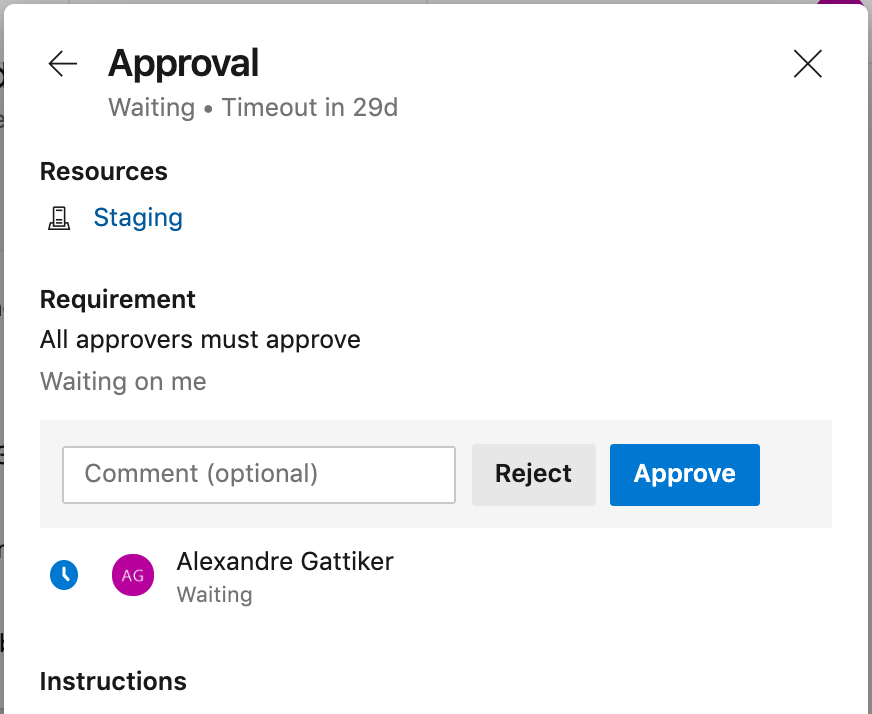 Approval
Waiting • Timeout in 29d
Resources
Staging
Requirement
All approvers must approve
Waiting on me
Comment (optional)
Reject
Approve
AG
Alexandre Gattiker
Waiting
Instructions